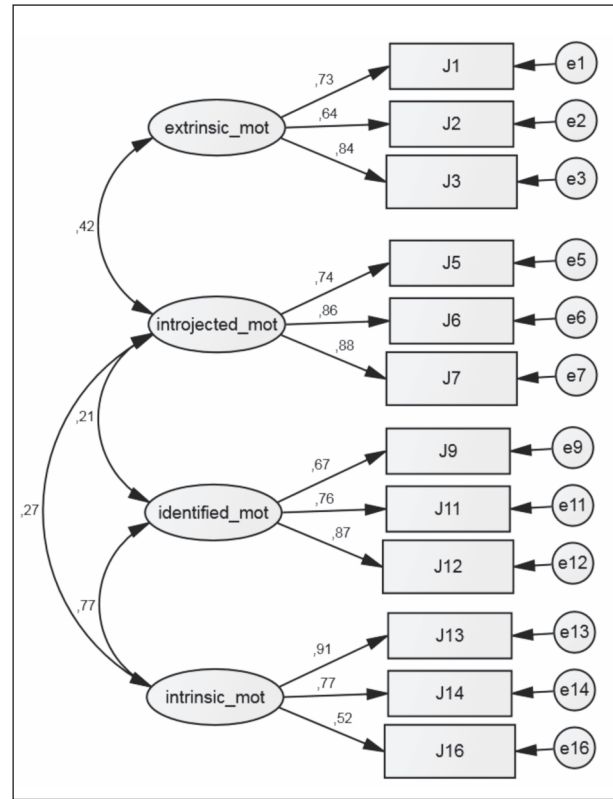 ,73
J1
e1
,64
extrinsic_mot
J2
e2
,84
J3
e3
,42
,74
J5
e5
,86
introjected_mot
J6
e6
,88
J7
e7
,21
,67
J9
e9
,76
,27
identified_mot
J11
e11
,87
J12
e12
,77
,91
J13
e13
,77
intrinsic_mot
J14
e14
,52
J16
e16